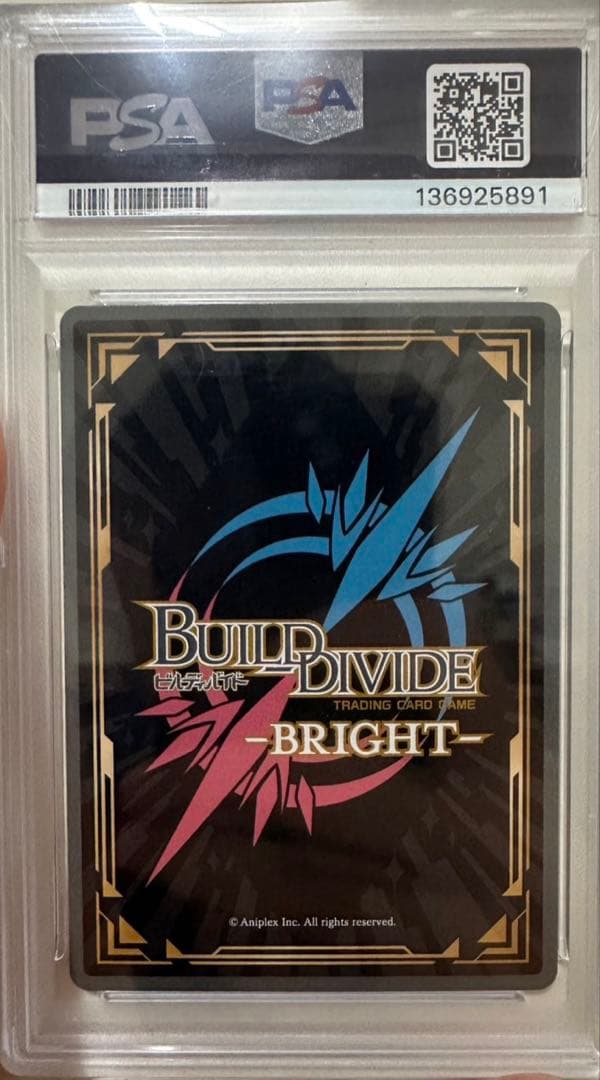 PSA
PSA
136925891
BUILD DIVIDE
ビルディバイド
TRADING CARD GAME
-BRIGHT-
© Aniplex Inc. All rights reserved.